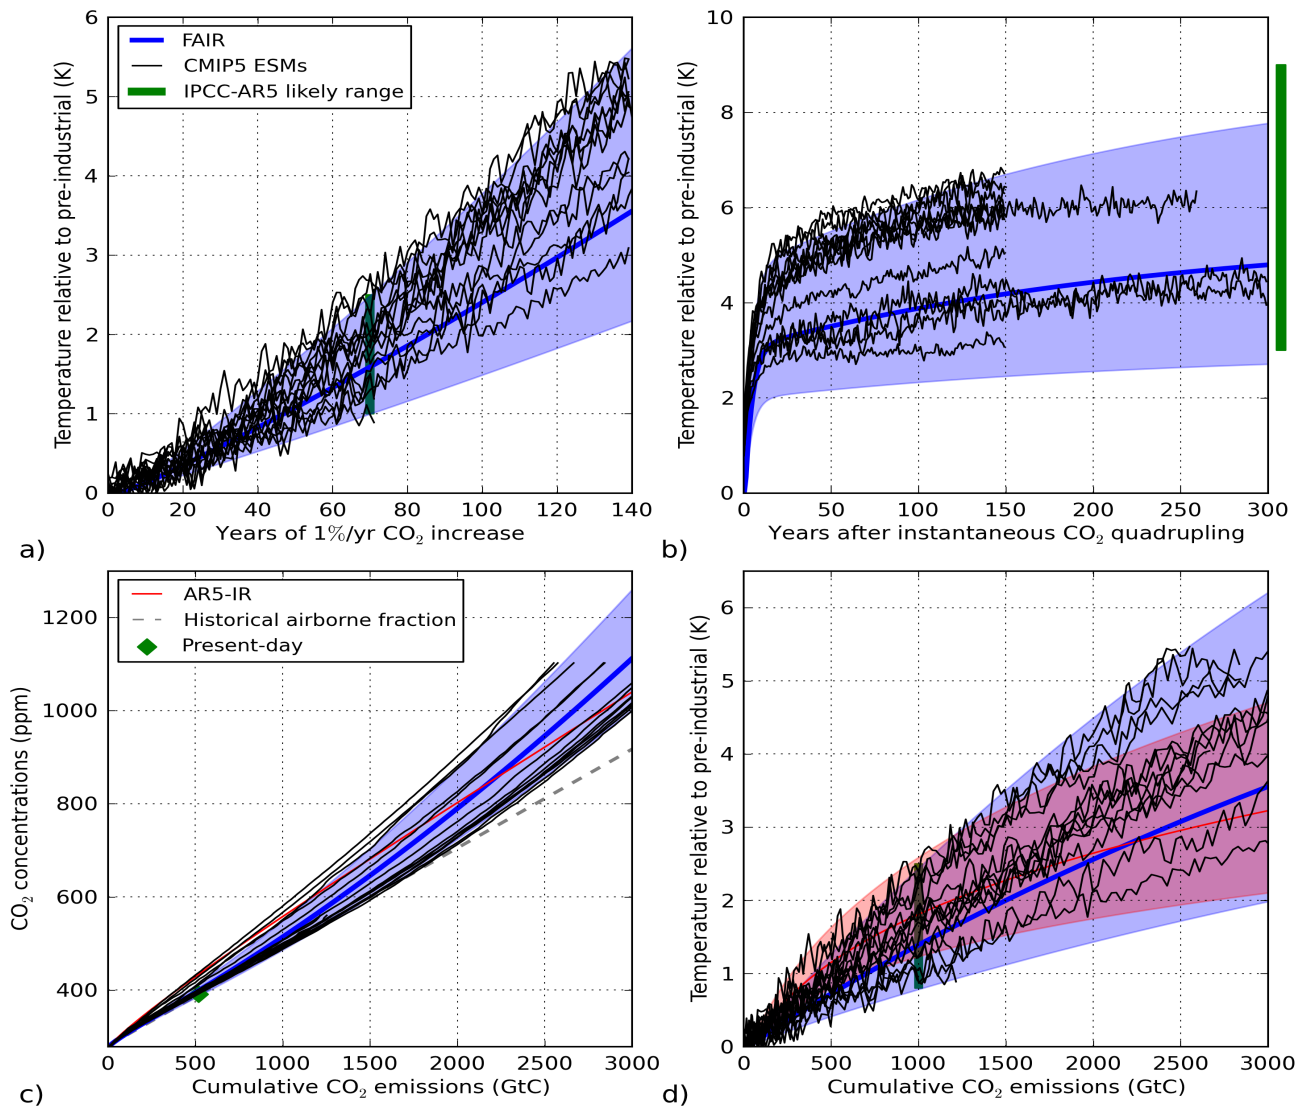 6
5
4
3
2
1
0
Temperature relative to pre-industrial (K)
FAIR
CMIP5 ESMs
IPCC-AR5 likely range
0 20 40 60 80 100 120 140
Years of 1%/yr CO₂ increase
a)
10
8
6
4
2
0
Temperature relative to pre-industrial (K)
0 50 100 150 200 250 300
Years after instantaneous CO₂ quadrupling
b)
1200
1000
800
600
400
CO₂ concentrations (ppm)
AR5-IR
Historical airborne fraction
Present-day
0 500 1000 1500 2000 2500 3000
Cumulative CO₂ emissions (GtC)
c)
6
5
4
3
2
1
0
Temperature relative to pre-industrial (K)
0 500 1000 1500 2000 2500 3000
Cumulative CO₂ emissions (GtC)
d)